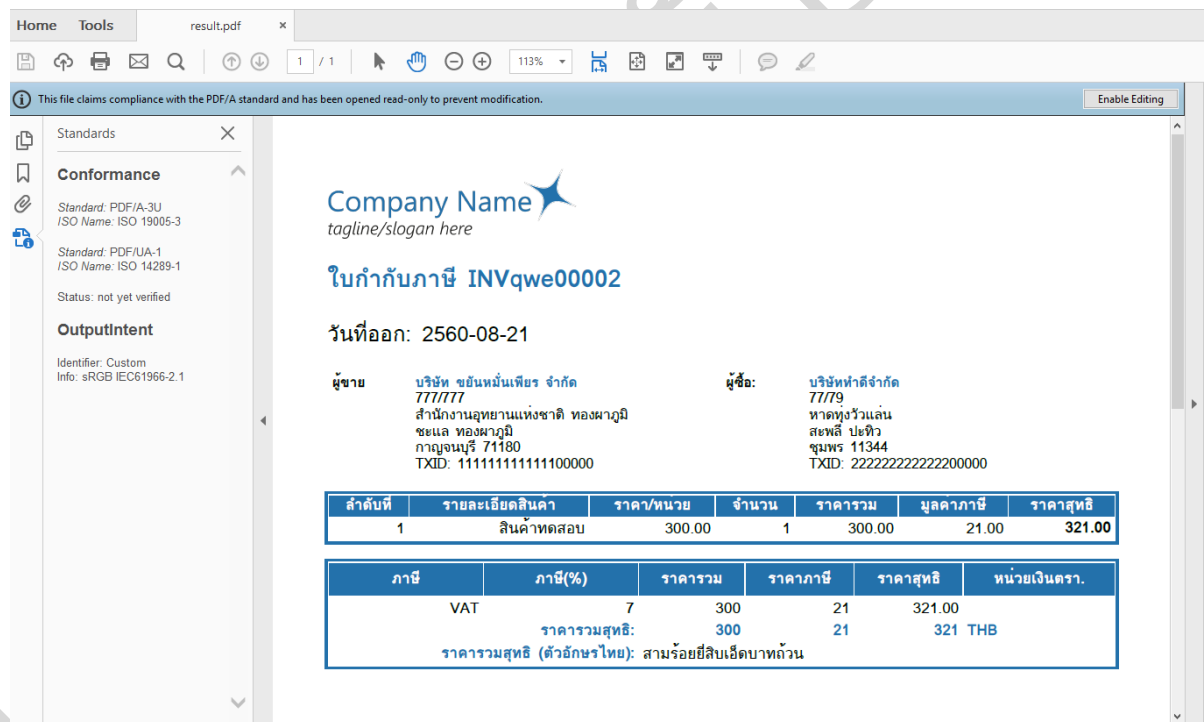 Home Tools result.pdf ×
1 / 1 113%
This file claims compliance with the PDF/A standard and has been opened read-only to prevent modification. Enable Editing
Standards
Conformance
Standard: PDF/A-3U
ISO Name: ISO 19005-3
Standard: PDF/UA-1
ISO Name: ISO 14289-1
Status: not yet verified
OutputIntent
Identifier: Custom
Info: sRGB IEC61966-2.1
Company Name
tagline/slogan here
ใบกำกับภาษี INVqwe00002
วันที่ออก: 2560-08-21
ผู้ขาย บริษัท ขยันหมั่นเพียร จำกัด
777/777
สำนักงานอุทยานแห่งชาติ ทองผาภูมิ
ชะแล ทองผาภูมิ
กาญจนบุรี 71180
TXID: 111111111111100000
ผู้ซื้อ: บริษัททำดีจำกัด
77/79
หาดทุ่งวัวแล่น
สะพลี ปะทิว
ชุมพร 11344
TXID: 222222222222200000
ลำดับที่ รายละเอียดสินค้า ราคา/หน่วย จำนวน ราคารวม มูลค่าภาษี ราคาสุทธิ
1 สินค้าทดสอบ 300.00 1 300.00 21.00 321.00
ภาษี ภาษี(%) ราคารวม ราคาภาษี ราคาสุทธิ หน่วยเงินตรา.
VAT 7 300 21 321.00
ราคารวมสุทธิ: 300 21 321 THB
ราคารวมสุทธิ (ตัวอักษรไทย): สามร้อยยี่สิบเอ็ดบาทถ้วน